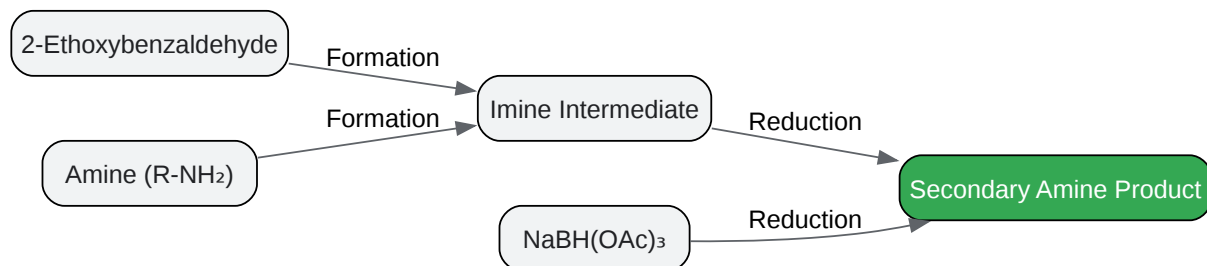 2-Ethoxybenzaldehyde
Formation
Imine Intermediate
Formation
Reduction
Amine (R-NH₂)
Secondary Amine Product
Reduction
NaBH(OAc)₃